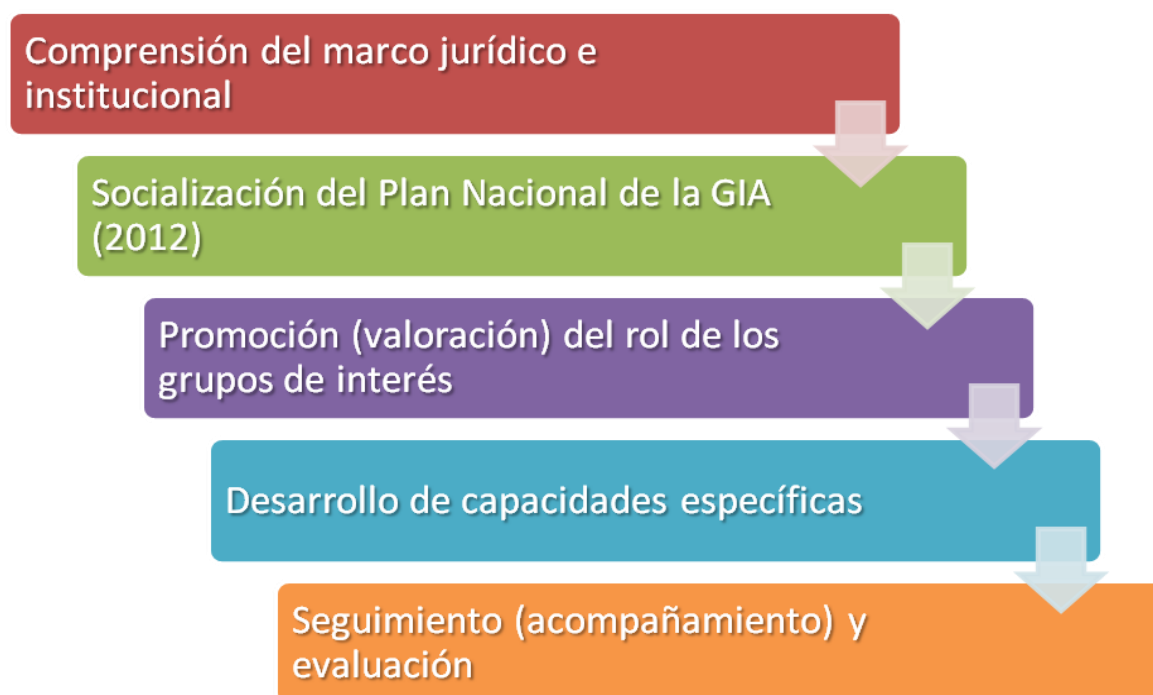 Comprensión del marco jurídico e
institucional
Socialización del Plan Nacional de la GIA
(2012)
Promoción (valoración) del rol de los
grupos de interés
Desarrollo de capacidades específicas
Seguimiento (acompañamiento) y
evaluación